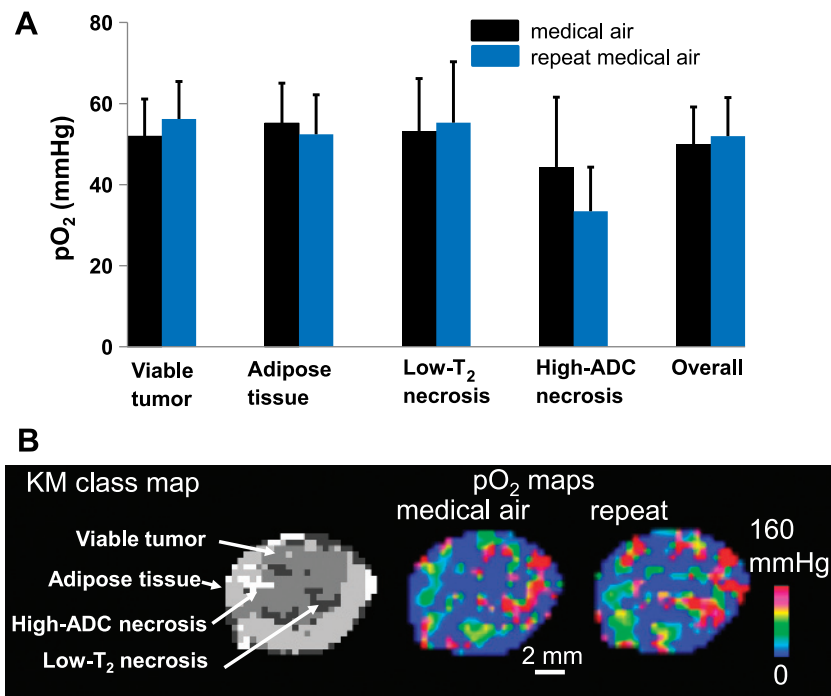 A
80
60
40
20
0
pO2 (mmHg)
medical air
repeat medical air
Viable
tumor
Adipose
tissue
Low-T2
necrosis
High-ADC
necrosis
Overall
B
KM class map
pO2 maps
medical air
repeat
Viable tumor
Adipose tissue
High-ADC necrosis
Low-T2 necrosis
2 mm
160
mmHg
0